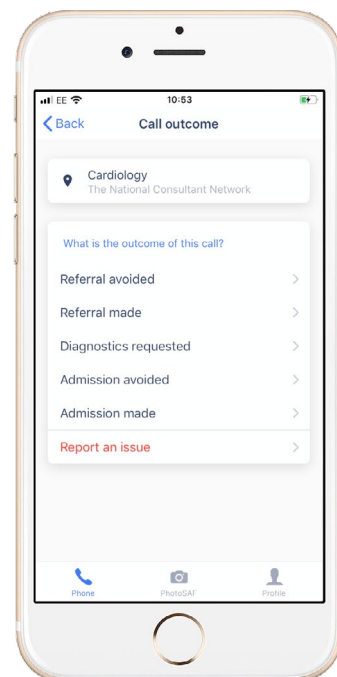 EE
10:53
Back
Call outcome
Cardiology
The National Consultant Network
What is the outcome of this call?
Referral avoided
Referral made
Diagnostics requested
Admission avoided
Admission made
Report an issue
Phone
PhotoSAF
Profile